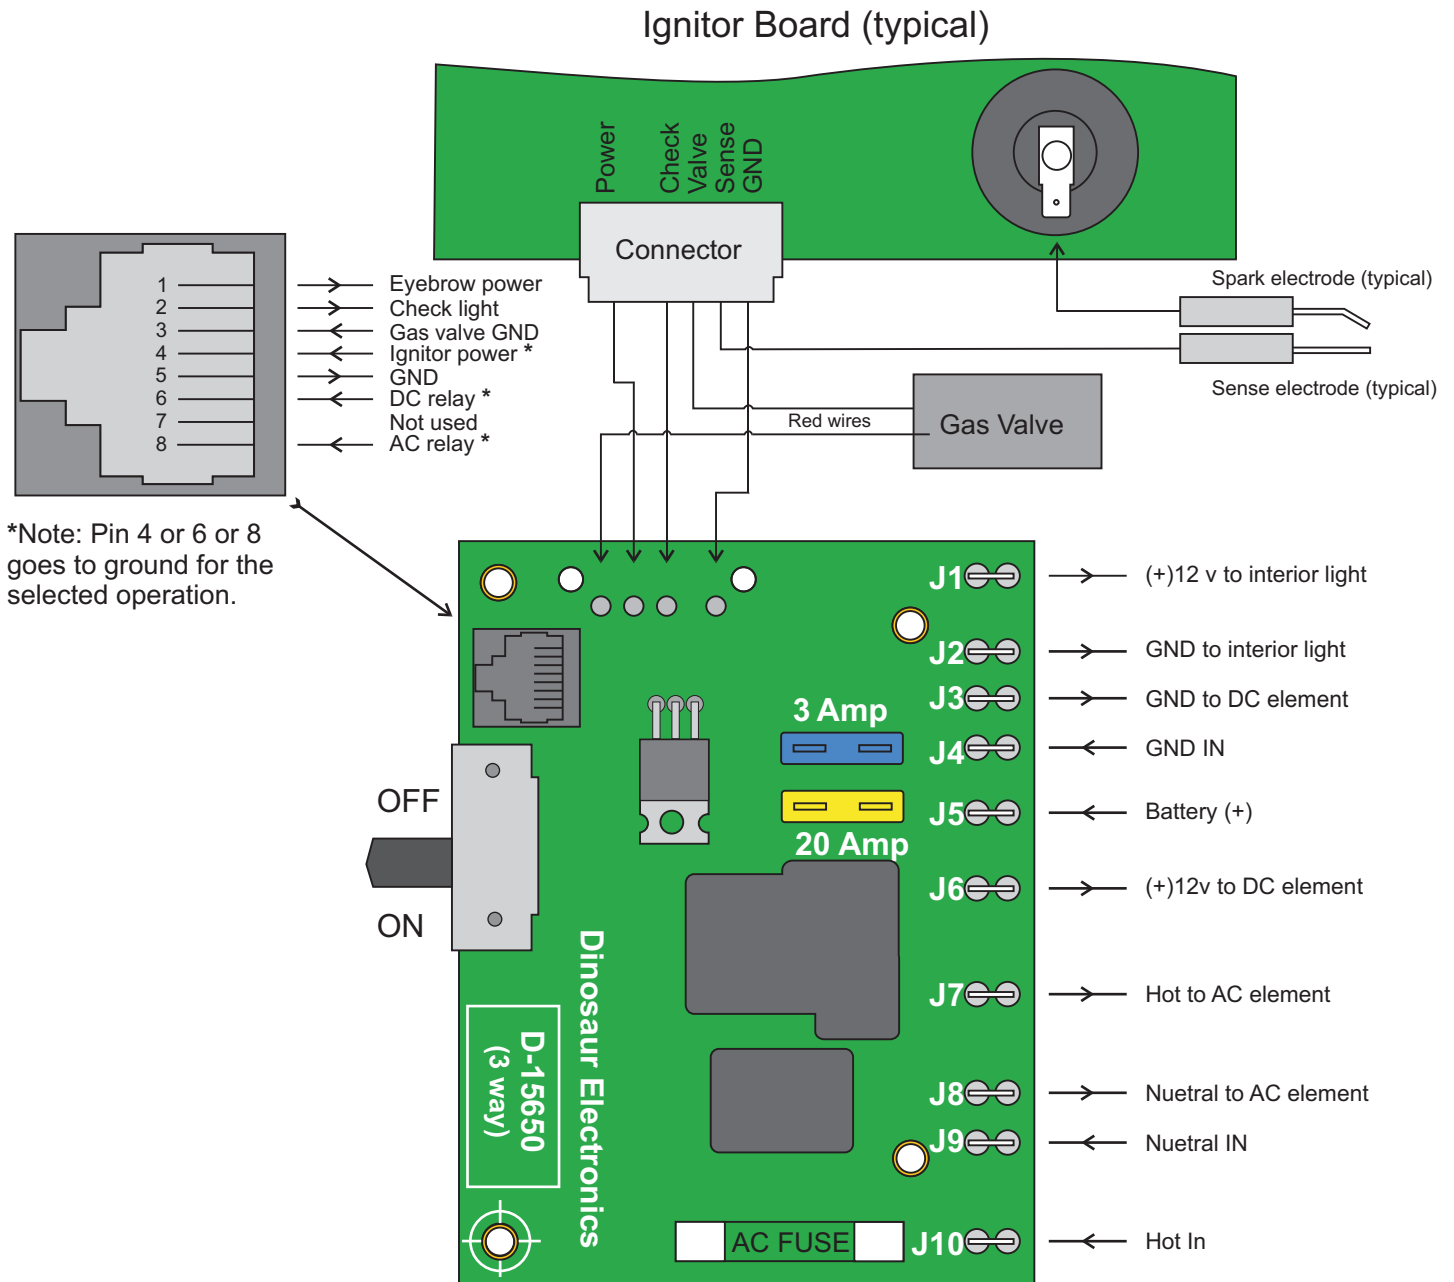 Ignitor Board (typical)
Power
Check
Valve
Sense
GND
Connector
Spark electrode (typical)
Sense electrode (typical)
1 Eyebrow power
2 Check light
3 Gas valve GND
4 Ignitor power *
5 GND
6 DC relay *
7 Not used
8 AC relay *
Red wires
Gas Valve
*Note: Pin 4 or 6 or 8
goes to ground for the
selected operation.
J1 (+)12 v to interior light
J2 GND to interior light
J3 GND to DC element
3 Amp
J4 GND IN
J5 Battery (+)
20 Amp
J6 (+)12v to DC element
OFF
ON
J7 Hot to AC element
J8 Nuetral to AC element
J9 Nuetral IN
Dinosaur Electronics
D-15650
(3 way)
AC FUSE
J10 Hot In